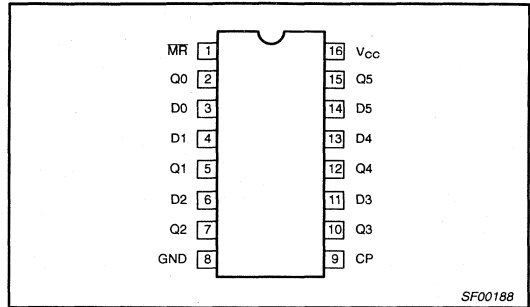 M̅R̅ 1 16 VCC
Q0 2 15 Q5
D0 3 14 D5
D1 4 13 D4
Q1 5 12 Q4
D2 6 11 D3
Q2 7 10 Q3
GND 8 9 CP
SF00188